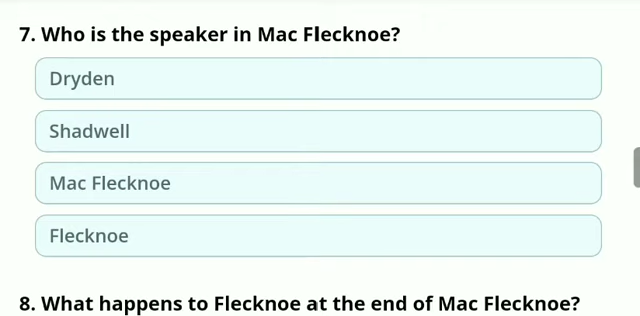 7. Who is the speaker in Mac Flecknoe?
Dryden
Shadwell
Mac Flecknoe
Flecknoe
8. What happens to Flecknoe at the end of Mac Flecknoe?